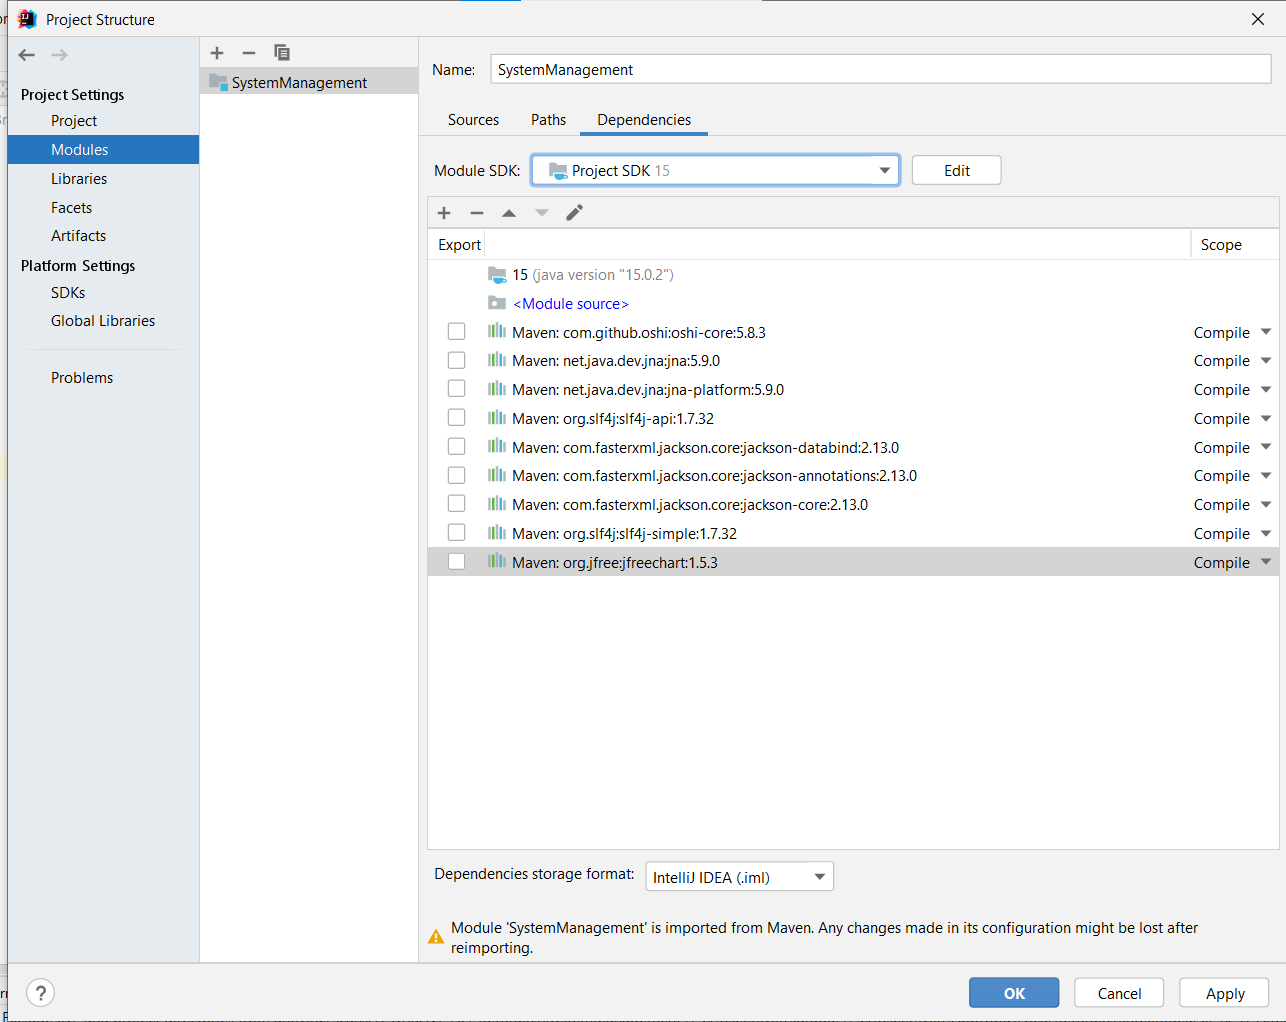 Project Structure
Project Settings
Project
Modules
Libraries
Facets
Artifacts
Platform Settings
SDKs
Global Libraries
Problems
SystemManagement
Name: SystemManagement
Sources Paths Dependencies
Module SDK: Project SDK 15 Edit
Export Scope
15 (java version "15.0.2")
<Module source>
Maven: com.github.oshi:oshi-core:5.8.3 Compile
Maven: net.java.dev.jna:jna:5.9.0 Compile
Maven: net.java.dev.jna:jna-platform:5.9.0 Compile
Maven: org.slf4j:slf4j-api:1.7.32 Compile
Maven: com.fasterxml.jackson.core:jackson-databind:2.13.0 Compile
Maven: com.fasterxml.jackson.core:jackson-annotations:2.13.0 Compile
Maven: com.fasterxml.jackson.core:jackson-core:2.13.0 Compile
Maven: org.slf4j:slf4j-simple:1.7.32 Compile
Maven: org.jfree:jfreechart:1.5.3 Compile
Dependencies storage format: IntelliJ IDEA (.iml)
Module 'SystemManagement' is imported from Maven. Any changes made in its configuration might be lost after
reimporting.
? OK Cancel Apply